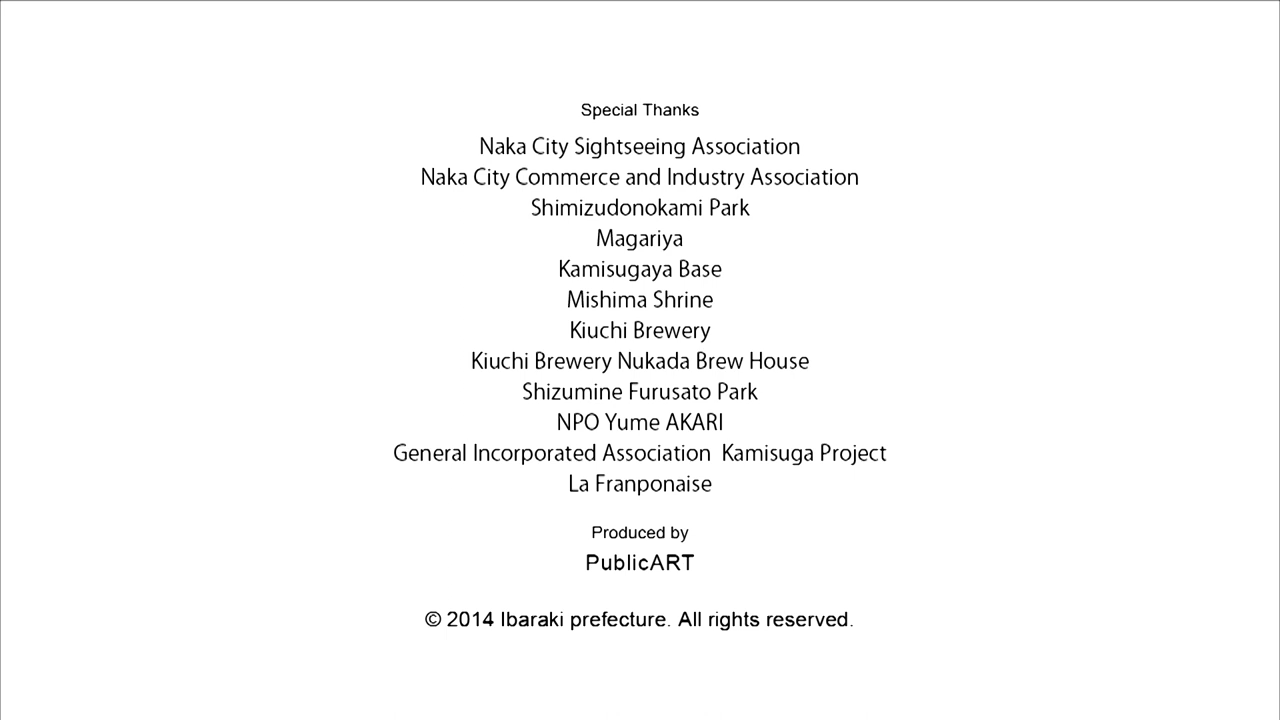 Special Thanks
Naka City Sightseeing Association
Naka City Commerce and Industry Association
Shimizudonokami Park
Magariya
Kamisugaya Base
Mishima Shrine
Kiuchi Brewery
Kiuchi Brewery Nukada Brew House
Shizumine Furusato Park
NPO Yume AKARI
General Incorporated Association  Kamisuga Project
La Franponaise
Produced by
PublicART
© 2014 Ibaraki prefecture. All rights reserved.